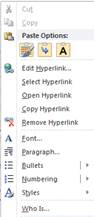 Cut
Copy
Paste Options:
A
Edit Hyperlink...
Select Hyperlink
Open Hyperlink
Copy Hyperlink
Remove Hyperlink
A Font...
Paragraph...
Bullets
Numbering
Styles
Who Is...